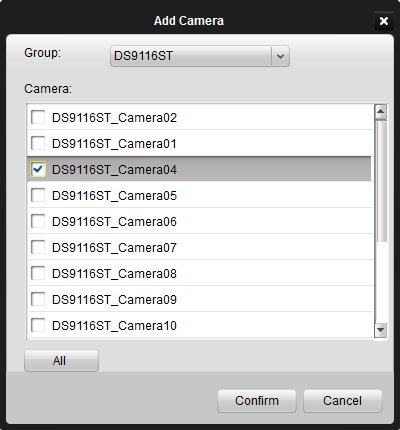 Add Camera
Group: DS9116ST
Camera:
DS9116ST_Camera02
DS9116ST_Camera01
DS9116ST_Camera04
DS9116ST_Camera05
DS9116ST_Camera06
DS9116ST_Camera07
DS9116ST_Camera08
DS9116ST_Camera09
DS9116ST_Camera10
All
Confirm Cancel